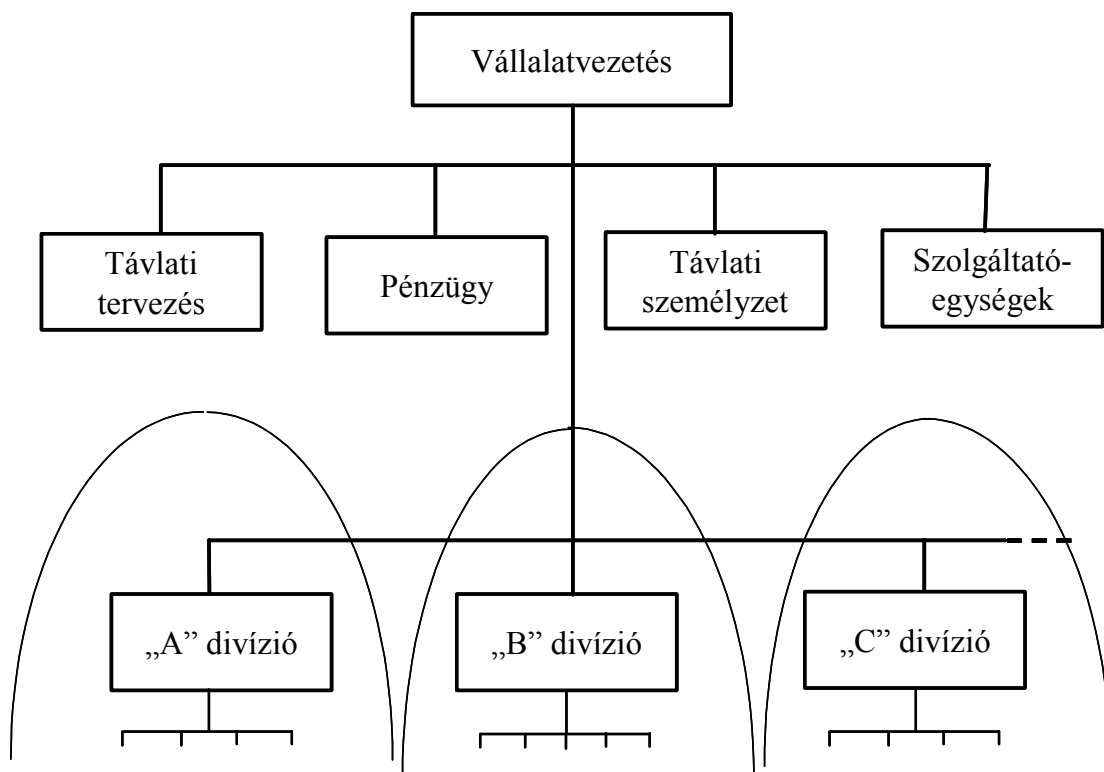 Vállalatvezetés
Távlati
tervezés
Pénzügy
Távlati
személyzet
Szolgáltató-
egységek
„A” divízió
„B” divízió
„C” divízió